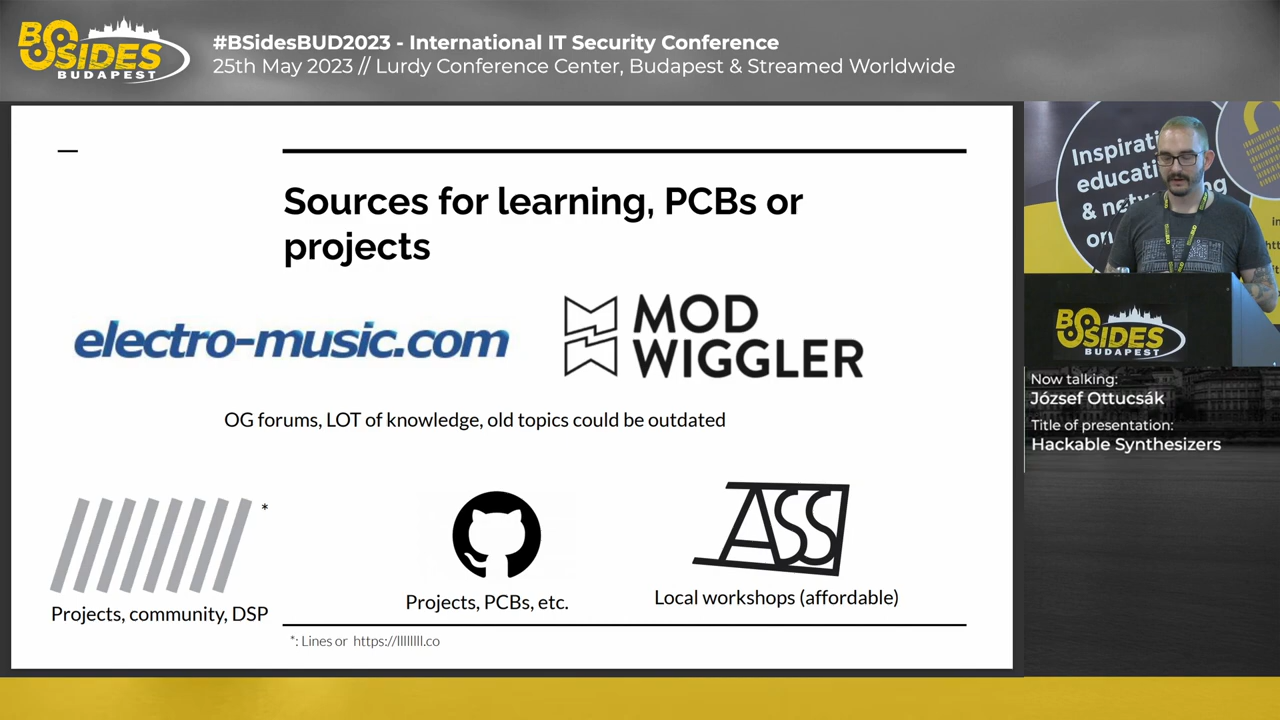 BSIDES
BUDAPEST
#BSidesBUD2023 - International IT Security Conference
25th May 2023 // Lurdy Conference Center, Budapest & Streamed Worldwide
Sources for learning, PCBs or
projects
electro-music.com
MOD
WIGGLER
OG forums, LOT of knowledge, old topics could be outdated
*
Projects, community, DSP
Projects, PCBs, etc.
ASS
Local workshops (affordable)
*: Lines or https://llllllll.co
& net
BSIDES
BUDAPEST
Now talking:
József Ottucsák
Title of presentation:
Hackable Synthesizers